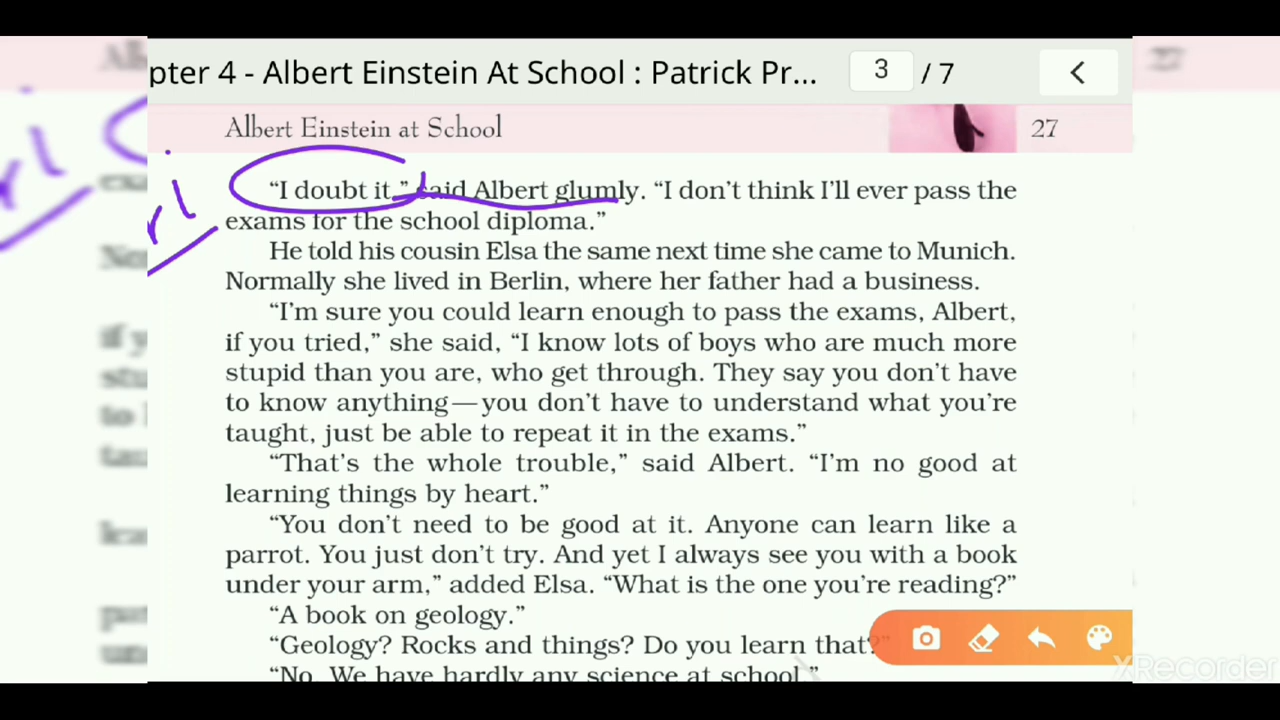 pter 4 - Albert Einstein At School : Patrick Pr... 3 / 7
Albert Einstein at School 27
“I doubt it,” said Albert glumly. “I don’t think I’ll ever pass the
exams for the school diploma.”
He told his cousin Elsa the same next time she came to Munich.
Normally she lived in Berlin, where her father had a business.
“I’m sure you could learn enough to pass the exams, Albert,
if you tried,” she said, “I know lots of boys who are much more
stupid than you are, who get through. They say you don’t have
to know anything—you don’t have to understand what you’re
taught, just be able to repeat it in the exams.”
“That’s the whole trouble,” said Albert. “I’m no good at
learning things by heart.”
“You don’t need to be good at it. Anyone can learn like a
parrot. You just don’t try. And yet I always see you with a book
under your arm,” added Elsa. “What is the one you’re reading?”
“A book on geology.”
“Geology? Rocks and things? Do you learn that?”
“No. We have hardly any science at school.”
XRecorder